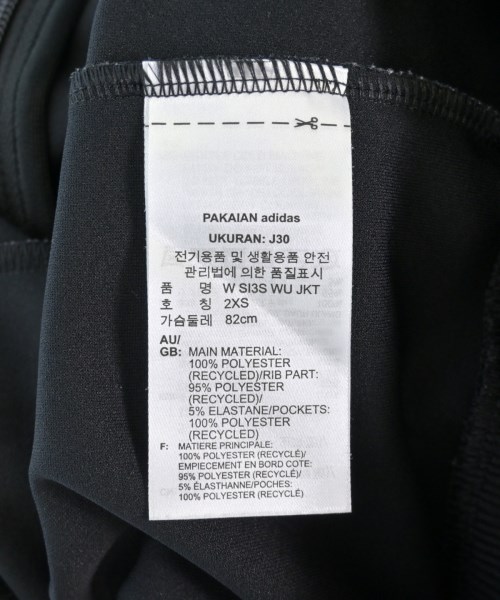 PAKAIAN adidas
UKURAN: J30
전기용품 및 생활용품 안전
관리법에 의한 품질표시
품 명 W SI3S WU JKT
호 칭 2XS
가슴둘레 82cm
AU/
GB: MAIN MATERIAL:
100% POLYESTER
(RECYCLED)/RIB PART:
95% POLYESTER
(RECYCLED)/
5% ELASTANE/POCKETS:
100% POLYESTER
(RECYCLED)
F: MATIERE PRINCIPALE:
100% POLYESTER (RECYCLÉ)/
EMPIECEMENT EN BORD COTE:
95% POLYESTER (RECYCLÉ)/
5% ÉLASTHANNE/POCHES:
100% POLYESTER (RECYCLÉ)